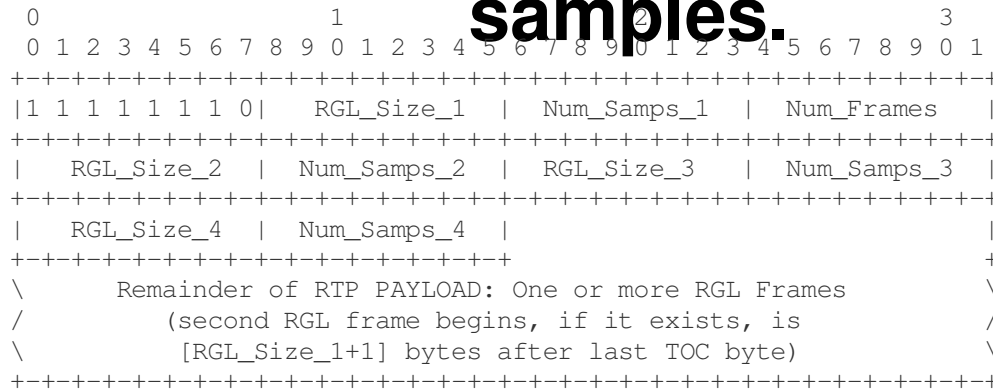 samples.
0 1 2 3
0 1 2 3 4 5 6 7 8 9 0 1 2 3 4 5 6 7 8 9 0 1 2 3 4 5 6 7 8 9 0 1
+-+-+-+-+-+-+-+-+-+-+-+-+-+-+-+-+-+-+-+-+-+-+-+-+-+-+-+-+-+-+-+-+
|1 1 1 1 1 1 1 0| RGL_Size_1 | Num_Samps_1 | Num_Frames |
+-+-+-+-+-+-+-+-+-+-+-+-+-+-+-+-+-+-+-+-+-+-+-+-+-+-+-+-+-+-+-+-+
| RGL_Size_2 | Num_Samps_2 | RGL_Size_3 | Num_Samps_3 |
+-+-+-+-+-+-+-+-+-+-+-+-+-+-+-+-+-+-+-+-+-+-+-+-+-+-+-+-+-+-+-+-+
| RGL_Size_4 | Num_Samps_4 | |
+-+-+-+-+-+-+-+-+-+-+-+-+-+-+-+-+ +
\ Remainder of RTP PAYLOAD: One or more RGL Frames \
/ (second RGL frame begins, if it exists, is /
\ [RGL_Size_1+1] bytes after last TOC byte) \
+-+-+-+-+-+-+-+-+-+-+-+-+-+-+-+-+-+-+-+-+-+-+-+-+-+-+-+-+-+-+-+-+